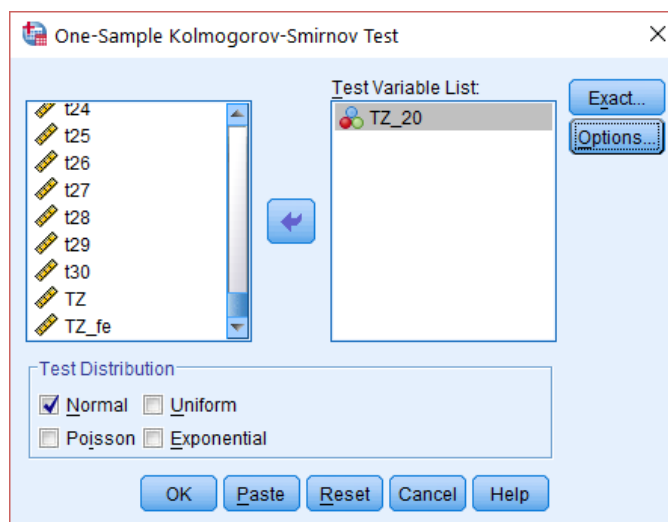 One-Sample Kolmogorov-Smirnov Test
Test Variable List:
t24
t25
t26
t27
t28
t29
t30
TZ
TZ_fe
TZ_20
Exact...
Options...
Test Distribution
Normal Uniform
Poisson Exponential
OK Paste Reset Cancel Help